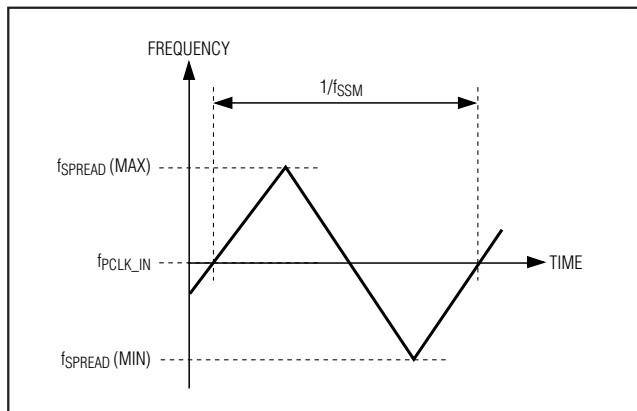 FREQUENCY
1/fSSM
fSPREAD (MAX)
fPCLK_IN
TIME
fSPREAD (MIN)